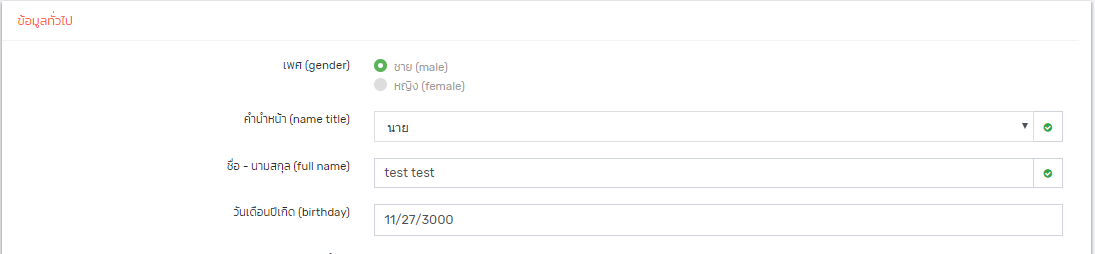 ข้อมูลทั่วไป
เพศ (gender)
ชาย (male)
หญิง (female)
คำนำหน้า (name title)
นาย
ชื่อ - นามสกุล (full name)
test test
วันเดือนปีเกิด (birthday)
11/27/3000